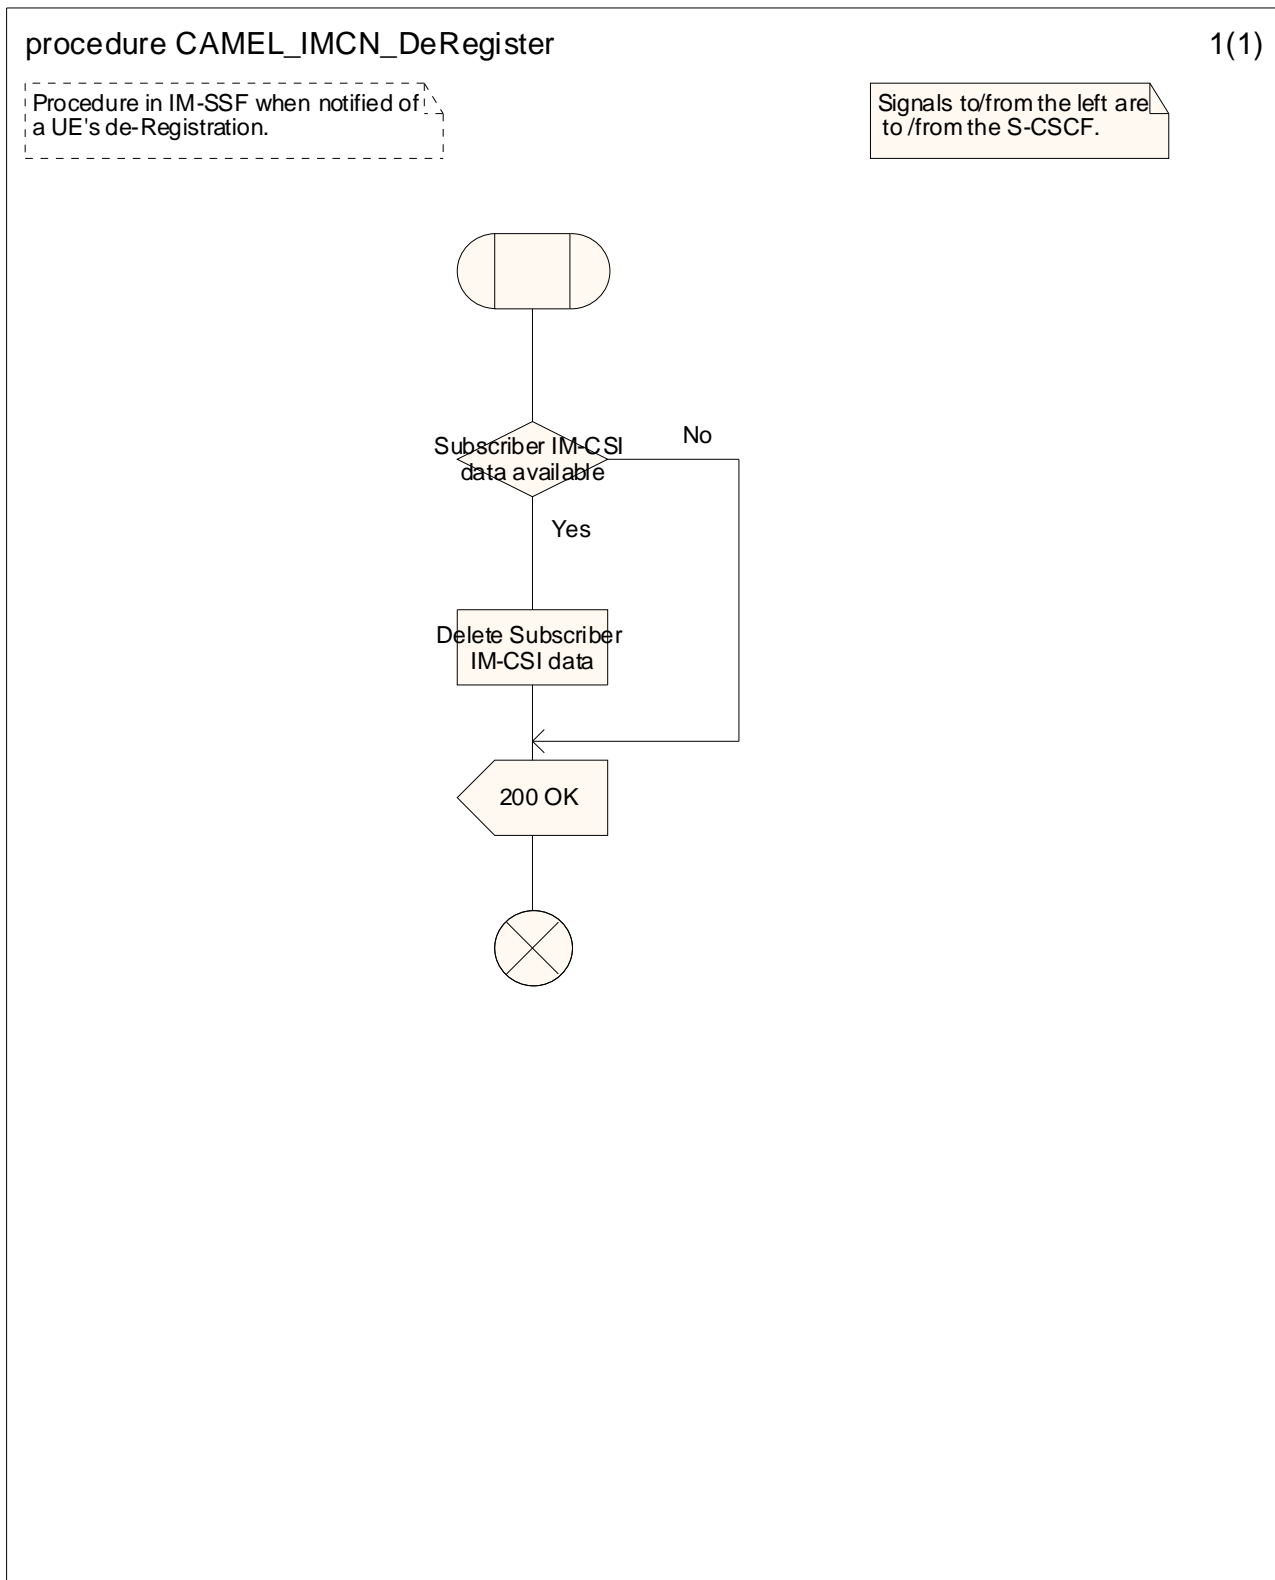 procedure CAMEL_IMCN_DeRegister
1(1)
Procedure in IM-SSF when notified of
a UE's de-Registration.
Signals to/from the left are
to /from the S-CSCF.
Subscriber IM-CSI
data available
No
Yes
Delete Subscriber
IM-CSI data
200 OK